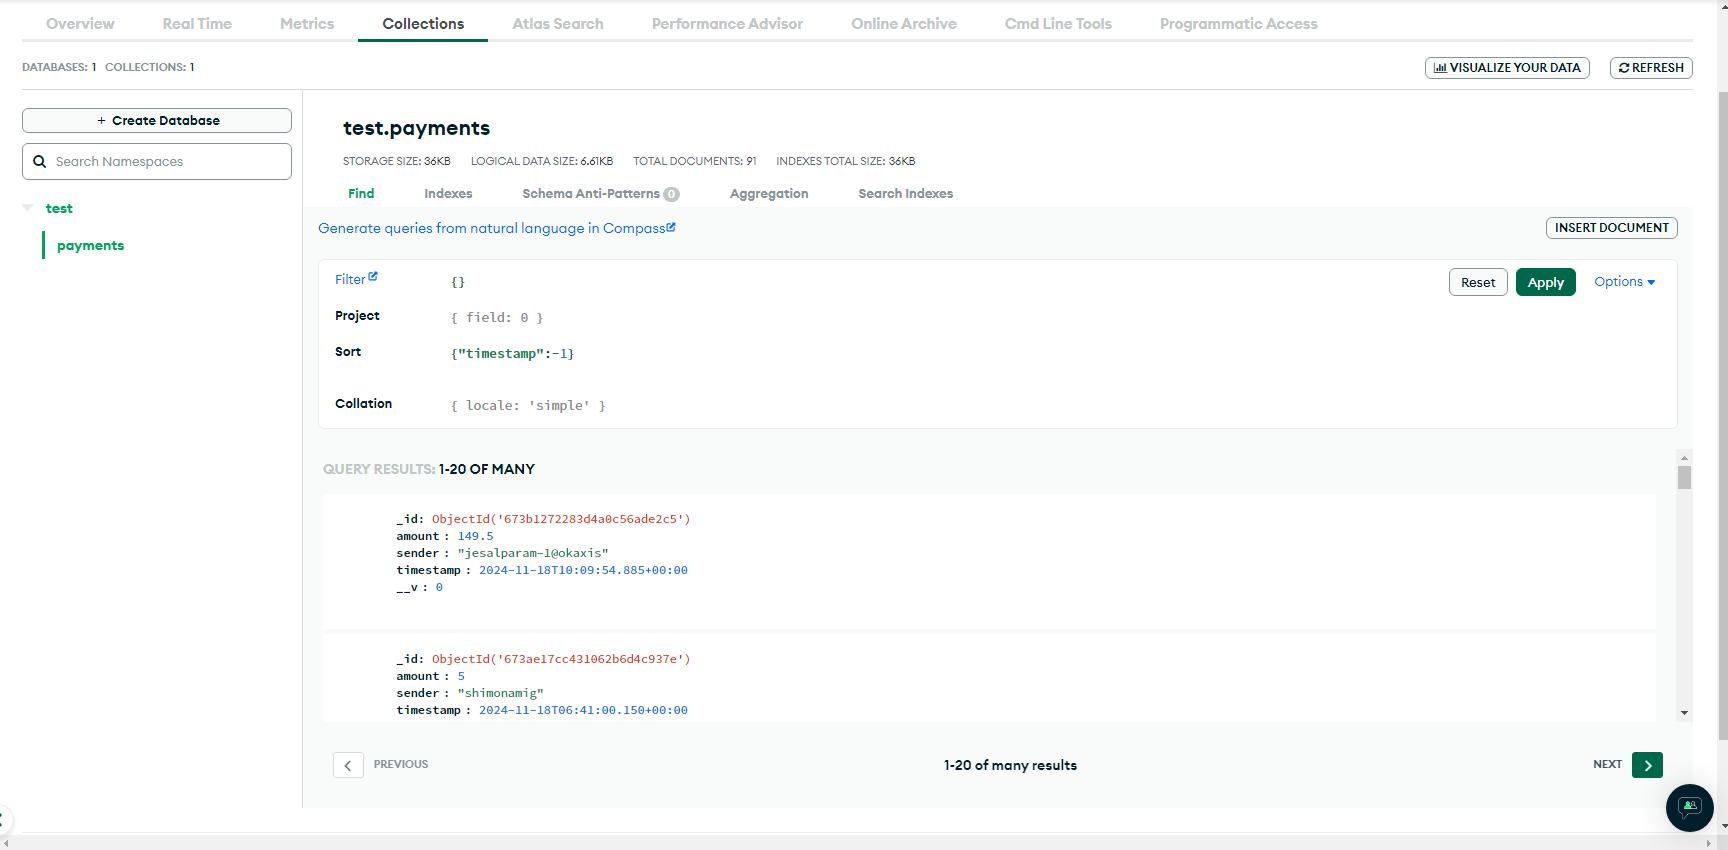 Overview Real Time Metrics Collections Atlas Search Performance Advisor Online Archive Cmd Line Tools Programmatic Access
DATABASES: 1 COLLECTIONS: 1
VISUALIZE YOUR DATA REFRESH
+ Create Database
Search Namespaces
test
payments
test.payments
STORAGE SIZE: 36KB LOGICAL DATA SIZE: 6.61KB TOTAL DOCUMENTS: 91 INDEXES TOTAL SIZE: 36KB
Find Indexes Schema Anti-Patterns 0 Aggregation Search Indexes
Generate queries from natural language in Compass
INSERT DOCUMENT
Filter {} Reset Apply Options
Project { field: 0 }
Sort {"timestamp":-1}
Collation { locale: 'simple' }
QUERY RESULTS: 1-20 OF MANY
_id: ObjectId('673b1272283d4a0c56ade2c5')
amount : 149.5
sender : "jesalparam-1@okaxis"
timestamp : 2024-11-18T10:09:54.885+00:00
__v : 0
_id: ObjectId('673ae17cc431062b6d4c937e')
amount : 5
sender : "shimonamig"
timestamp : 2024-11-18T06:41:00.150+00:00
PREVIOUS 1-20 of many results NEXT